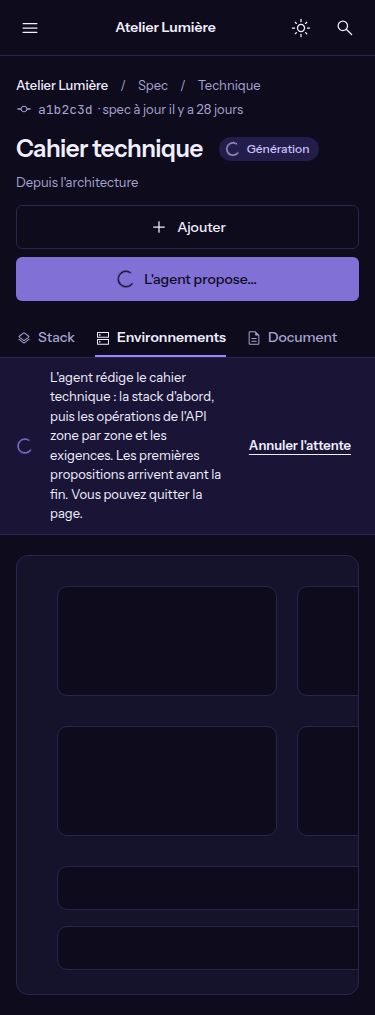 Atelier Lumière
Atelier Lumière / Spec / Technique
a1b2c3d · spec à jour il y a 28 jours
Cahier technique Génération
Depuis l'architecture
Ajouter
L'agent propose…
Stack Environnements Document
L'agent rédige le cahier
technique : la stack d'abord,
puis les opérations de l'API
zone par zone et les
exigences. Les premières
propositions arrivent avant la
fin. Vous pouvez quitter la
page.
Annuler l'attente